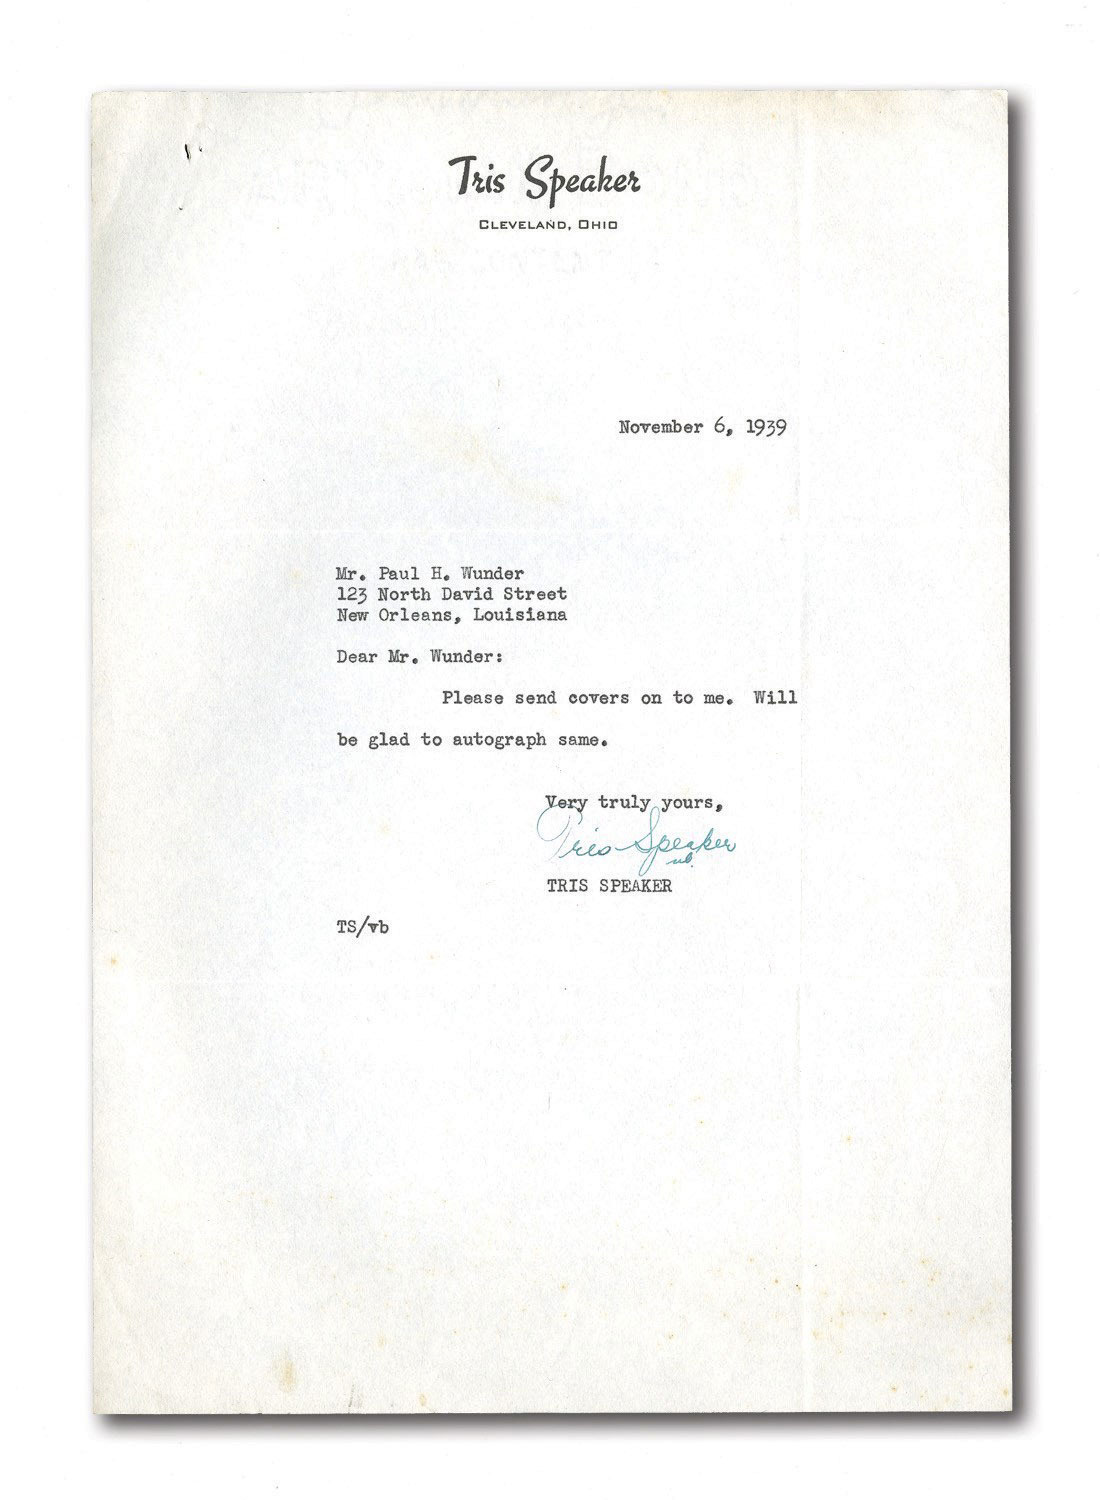 Tris Speaker
CLEVELAND, OHIO
November 6, 1939
Mr. Paul H. Wunder
123 North David Street
New Orleans, Louisiana
Dear Mr. Wunder:
Please send covers on to me. Will
be glad to autograph same.
Very truly yours,
Tris Speaker
TRIS SPEAKER
TS/vb